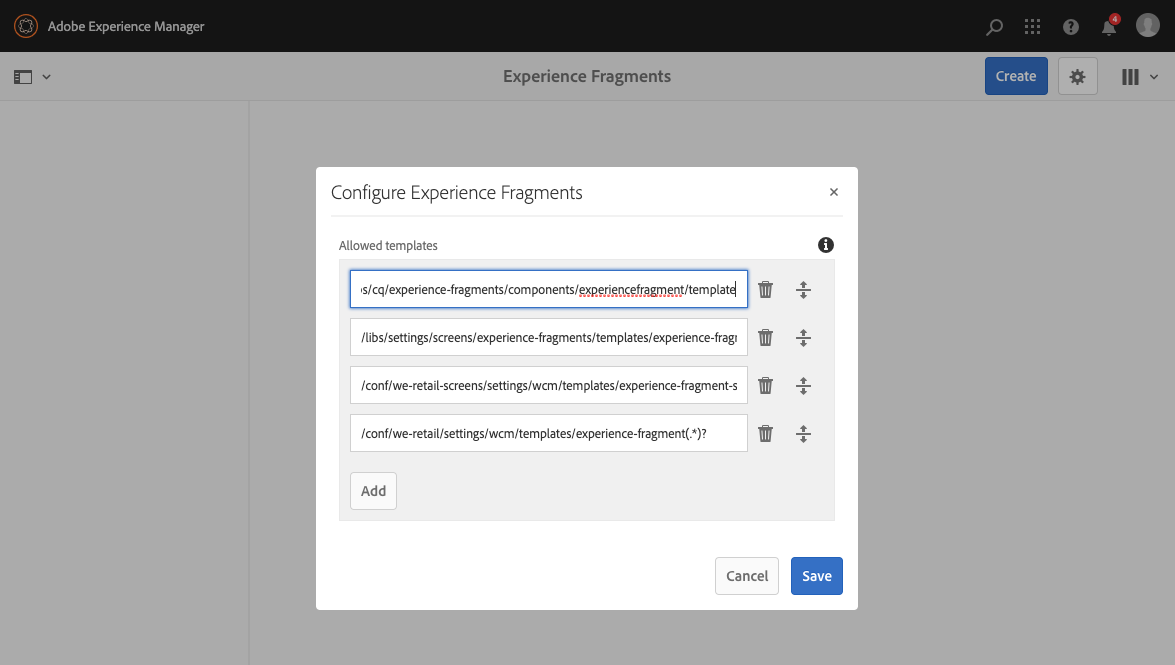 Adobe Experience Manager
4
Experience Fragments
Create
Configure Experience Fragments
Allowed templates
s/cq/experience-fragments/components/experiencefragment/template
/libs/settings/screens/experience-fragments/templates/experience-fragm
/conf/we-retail-screens/settings/wcm/templates/experience-fragment-s
/conf/we-retail/settings/wcm/templates/experience-fragment(.*)?
Add
Cancel
Save